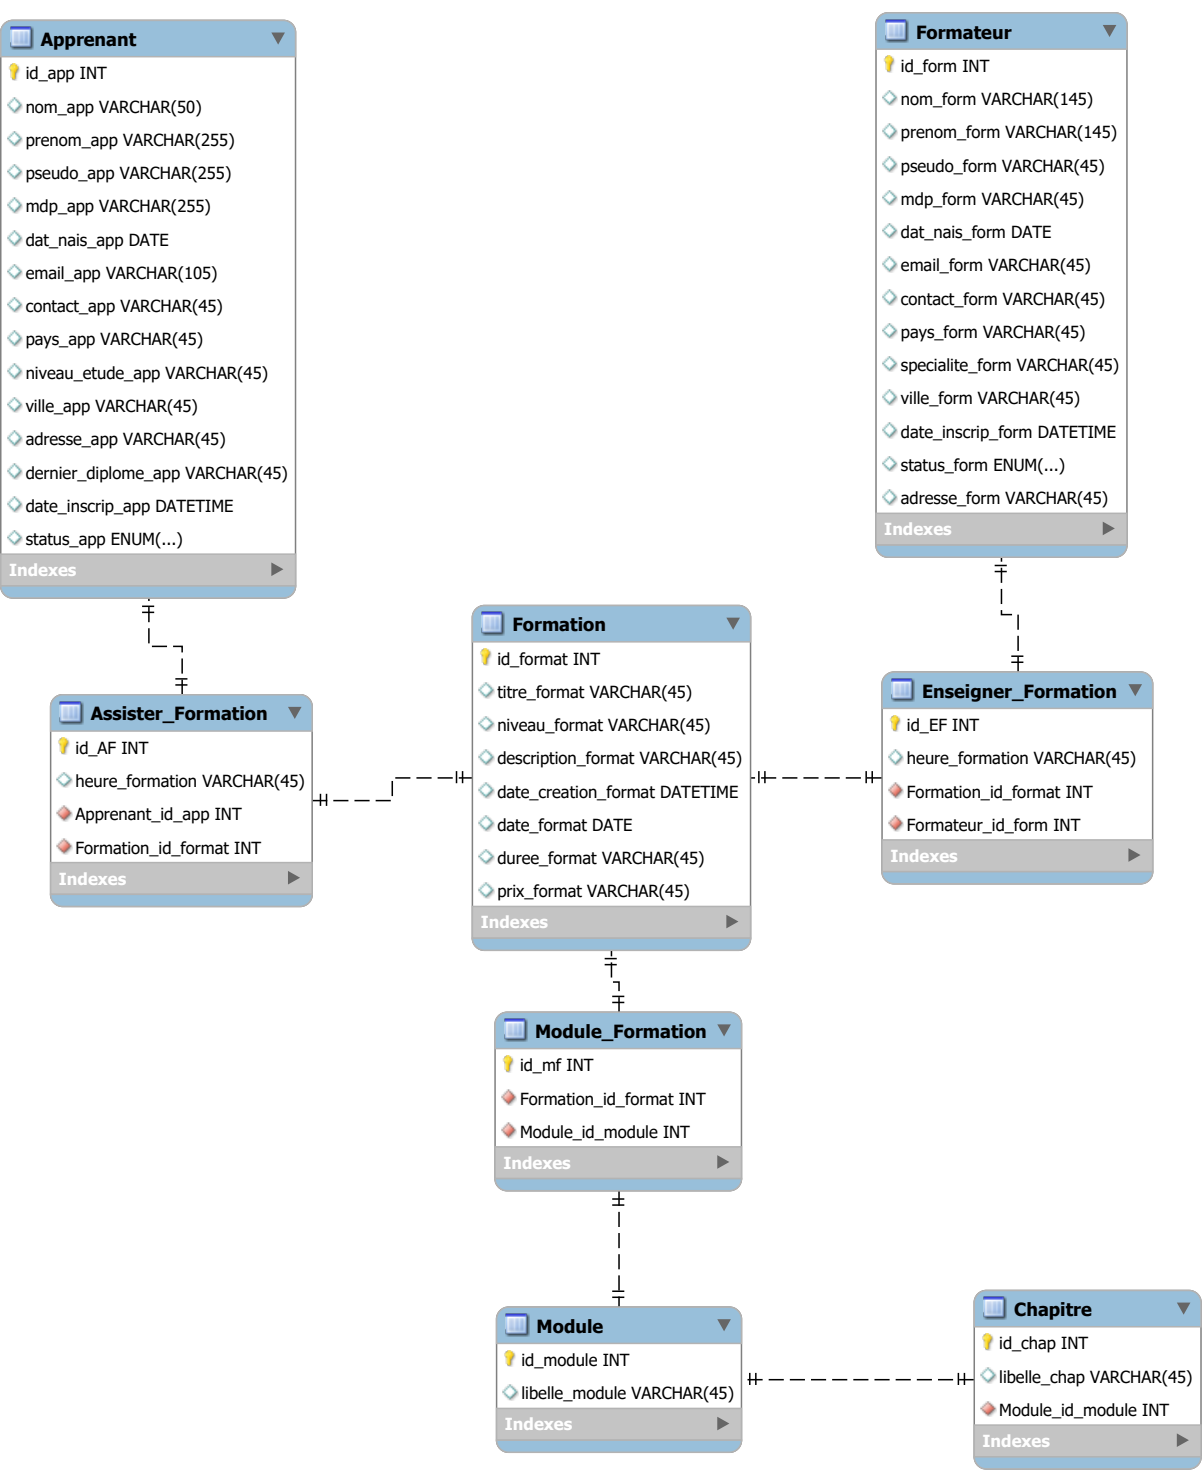 Apprenant
id_app INT
nom_app VARCHAR(50)
prenom_app VARCHAR(255)
pseudo_app VARCHAR(255)
mdp_app VARCHAR(255)
dat_nais_app DATE
email_app VARCHAR(105)
contact_app VARCHAR(45)
pays_app VARCHAR(45)
niveau_etude_app VARCHAR(45)
ville_app VARCHAR(45)
adresse_app VARCHAR(45)
dernier_diplome_app VARCHAR(45)
date_inscrip_app DATETIME
status_app ENUM(...)
Indexes
Formateur
id_form INT
nom_form VARCHAR(145)
prenom_form VARCHAR(145)
pseudo_form VARCHAR(45)
mdp_form VARCHAR(45)
dat_nais_form DATE
email_form VARCHAR(45)
contact_form VARCHAR(45)
pays_form VARCHAR(45)
specialite_form VARCHAR(45)
ville_form VARCHAR(45)
date_inscrip_form DATETIME
status_form ENUM(...)
adresse_form VARCHAR(45)
Indexes
Assister_Formation
id_AF INT
heure_formation VARCHAR(45)
Apprenant_id_app INT
Formation_id_format INT
Indexes
Formation
id_format INT
titre_format VARCHAR(45)
niveau_format VARCHAR(45)
description_format VARCHAR(45)
date_creation_format DATETIME
date_format DATE
duree_format VARCHAR(45)
prix_format VARCHAR(45)
Indexes
Enseigner_Formation
id_EF INT
heure_formation VARCHAR(45)
Formation_id_format INT
Formateur_id_form INT
Indexes
Module_Formation
id_mf INT
Formation_id_format INT
Module_id_module INT
Indexes
Module
id_module INT
libelle_module VARCHAR(45)
Indexes
Chapitre
id_chap INT
libelle_chap VARCHAR(45)
Module_id_module INT
Indexes